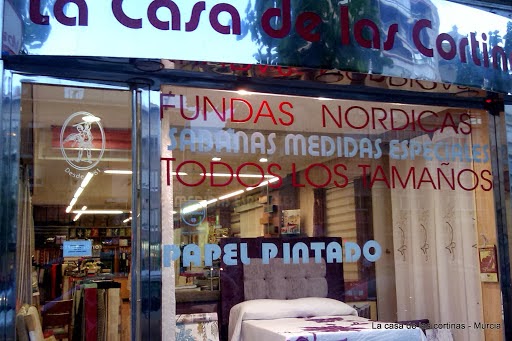 La Casa de las Cortin
FUNDAS NORDICAS
SABANAS MEDIDAS ESPECIALES
TODOS LOS TAMAÑOS
PAPEL PINTADO
Desde
La casa de las cortinas - Murcia